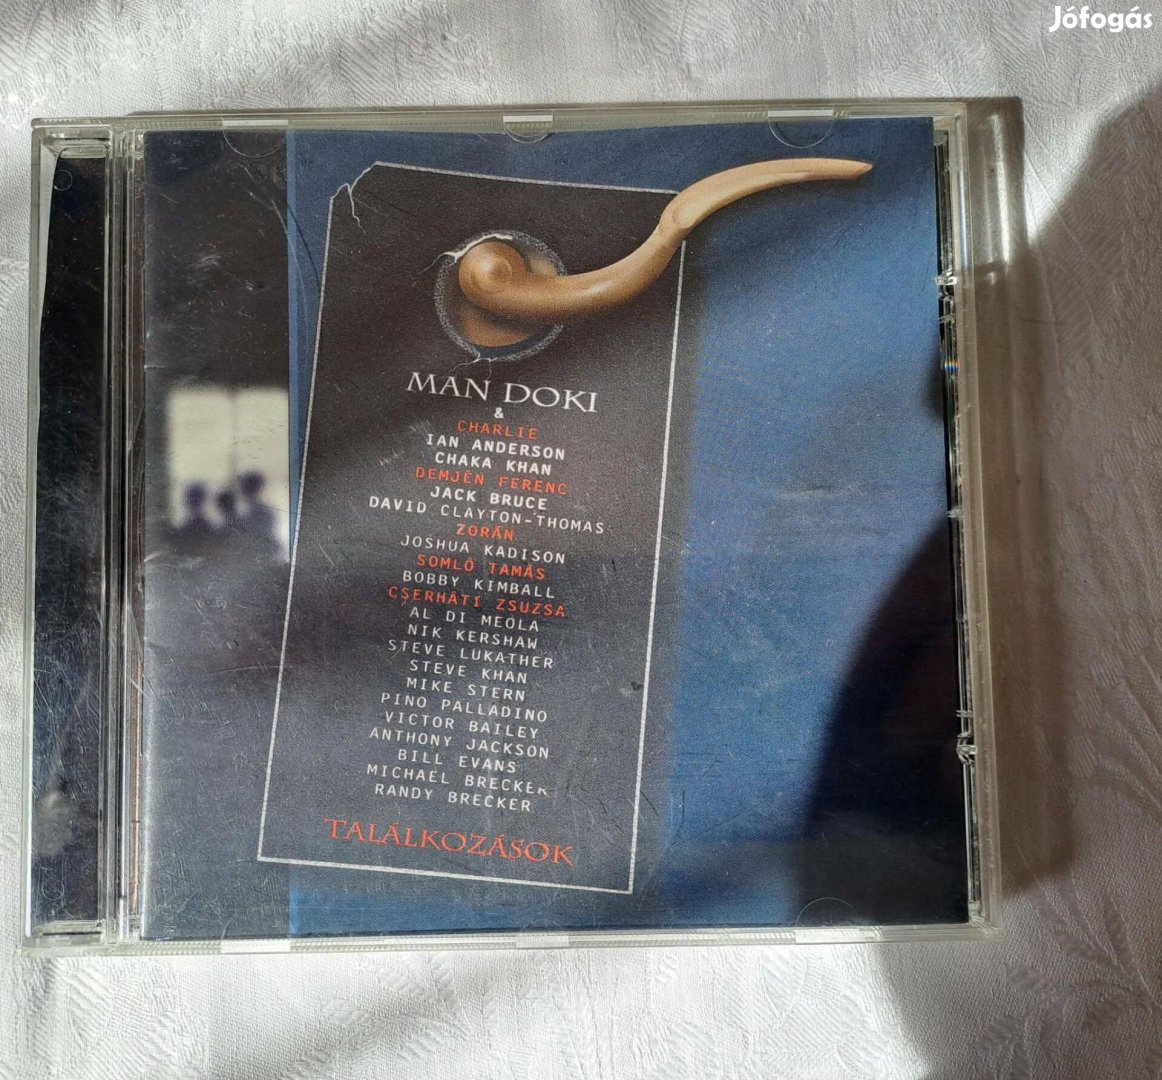 Jófogás
MAN DOKI
&
CHARLIE
IAN ANDERSON
CHAKA KHAN
DEMJÉN FERENC
JACK BRUCE
DAVID CLAYTON-THOMAS
ZORÁN
JOSHUA KADISON
SOMLÓ TAMÁS
BOBBY KIMBALL
CSERHÁTI ZSUZSA
AL DI MEOLA
NIK KERSHAW
STEVE LUKATHER
STEVE KHAN
MIKE STERN
PINO PALLADINO
VICTOR BAILEY
ANTHONY JACKSON
BILL EVANS
MICHAEL BRECKER
RANDY BRECKER
TALÁLKOZÁSOK